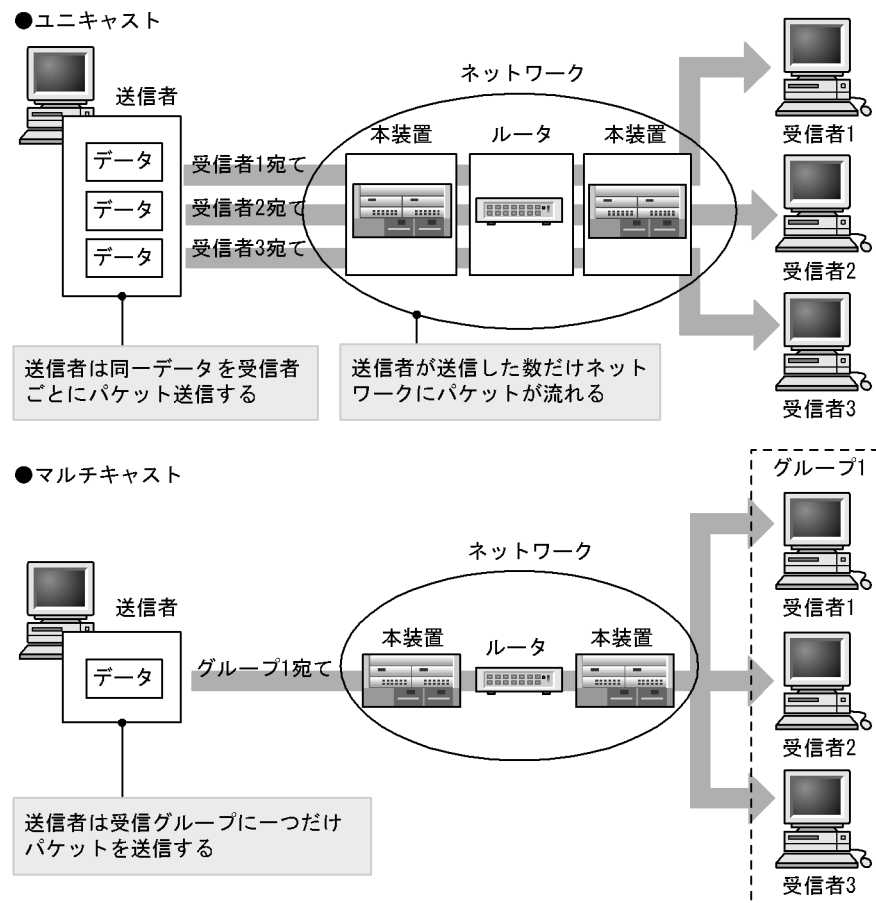 ●ユニキャスト
送信者
ネットワーク
本装置
ルータ
本装置
データ
データ
データ
受信者1宛て
受信者2宛て
受信者3宛て
受信者1
受信者2
受信者3
送信者は同一データを受信者
ごとにパケット送信する
送信者が送信した数だけネット
ワークにパケットが流れる
●マルチキャスト
グループ1
送信者
ネットワーク
本装置
ルータ
本装置
データ
グループ1宛て
受信者1
受信者2
受信者3
送信者は受信グループに一つだけ
パケットを送信する